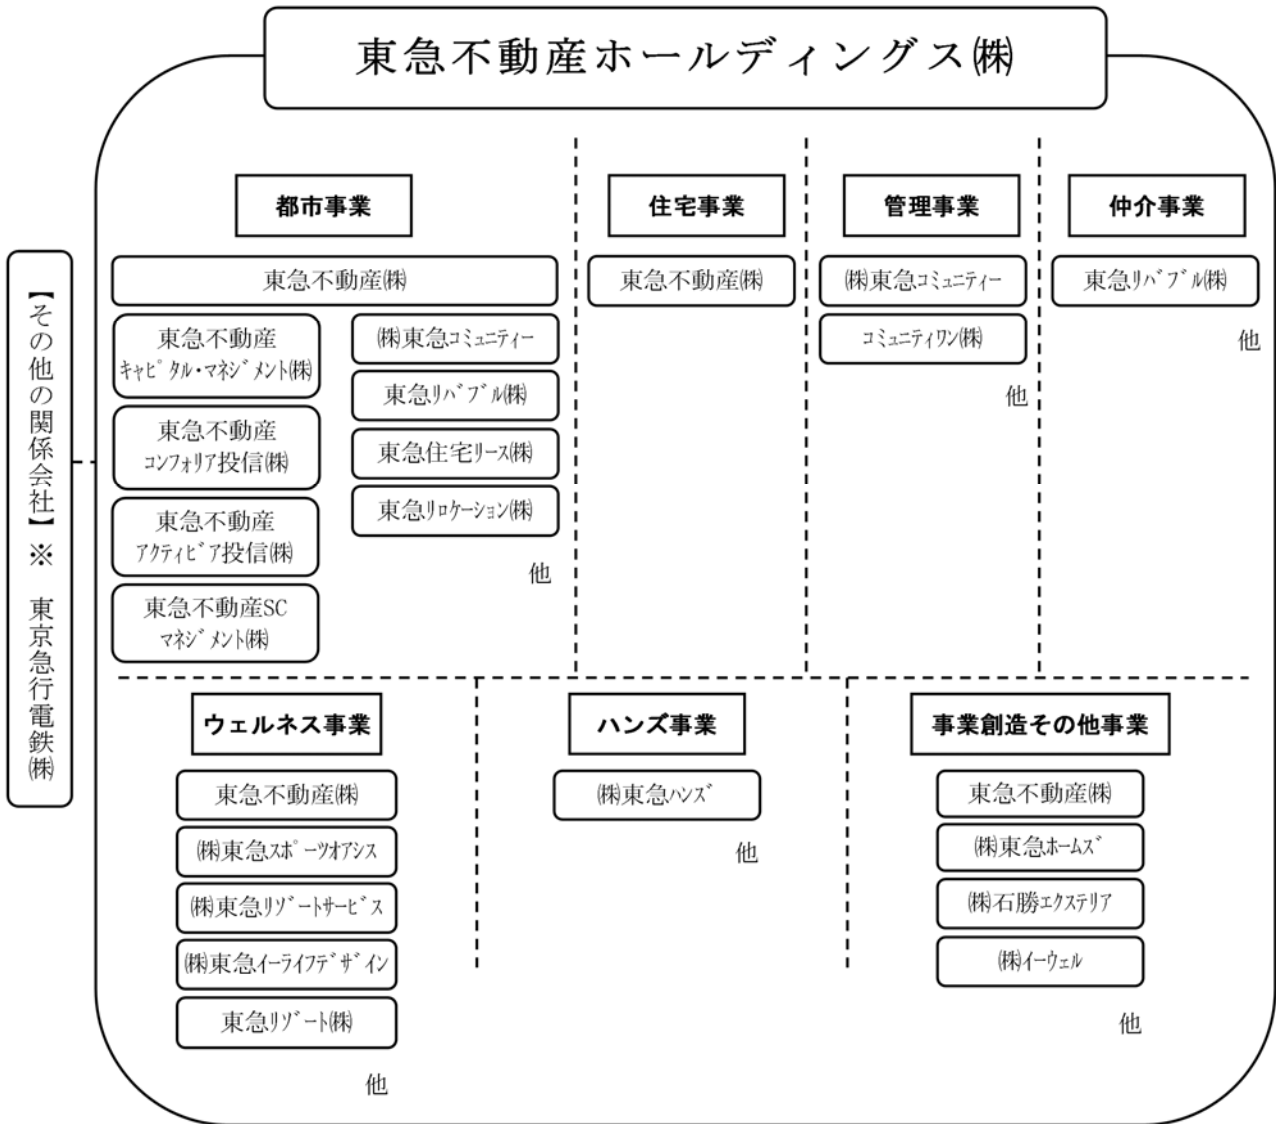 東急不動産ホールディングス㈱
【その他の関係会社】※　東京急行電鉄㈱
都市事業
東急不動産㈱
東急不動産
ｷｬﾋﾟﾀﾙ・ﾏﾈｼﾞﾒﾝﾄ㈱
東急不動産
ｺﾝﾌｫﾘｱ投信㈱
東急不動産
ｱｸﾃｨﾋﾞｱ投信㈱
東急不動産SC
ﾏﾈｼﾞﾒﾝﾄ㈱
㈱東急ｺﾐｭﾆﾃｨｰ
東急ﾘﾊﾞﾌﾞﾙ㈱
東急住宅ﾘｰｽ㈱
東急ﾘﾛｹｰｼｮﾝ㈱
他
住宅事業
東急不動産㈱
管理事業
㈱東急ｺﾐｭﾆﾃｨｰ
ｺﾐｭﾆﾃｨﾜﾝ㈱
他
仲介事業
東急ﾘﾊﾞﾌﾞﾙ㈱
他
ウェルネス事業
東急不動産㈱
㈱東急ｽﾎﾟｰﾂｵｱｼｽ
㈱東急ﾘｿﾞｰﾄｻｰﾋﾞｽ
㈱東急ｲｰﾗｲﾌﾃﾞｻﾞｲﾝ
東急ﾘｿﾞｰﾄ㈱
他
ハンズ事業
㈱東急ﾊﾝｽﾞ
他
事業創造その他事業
東急不動産㈱
㈱東急ﾎｰﾑｽﾞ
㈱石勝ｴｸｽﾃﾘｱ
㈱ｲｰｳｪﾙ
他